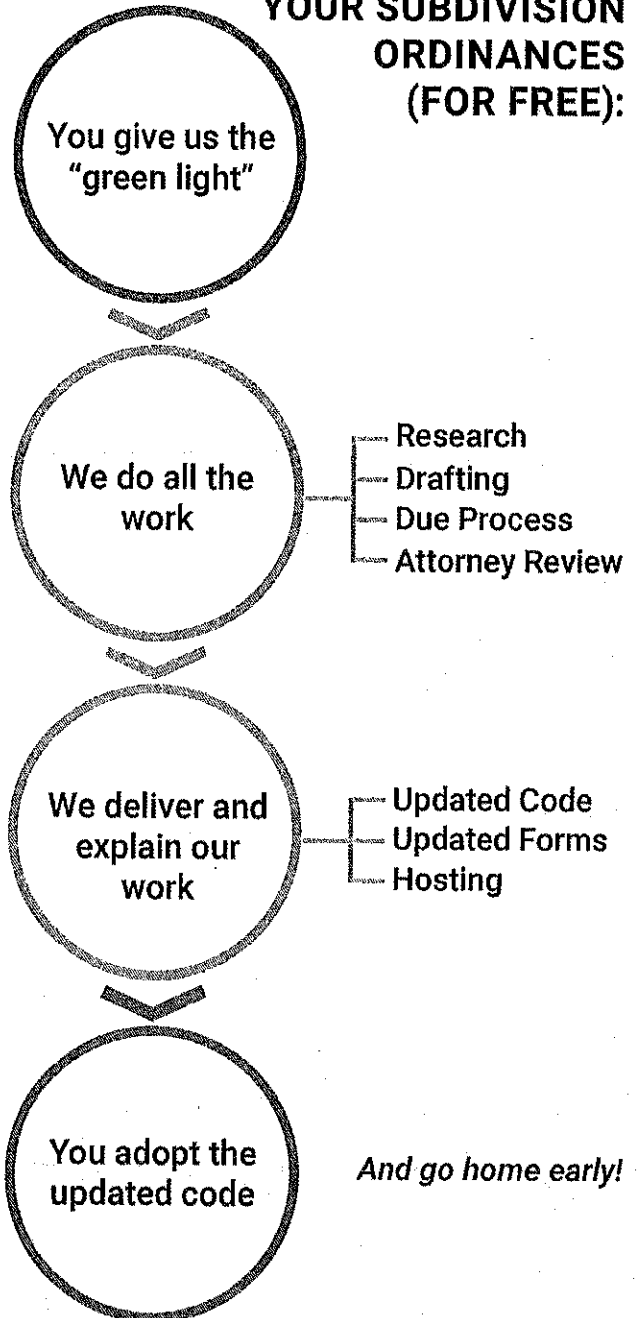 YOUR SUBDIVISION
ORDINANCES
(FOR FREE):
You give us the
"green light"
We do all the
work
Research
Drafting
Due Process
Attorney Review
We deliver and
explain our
work
Updated Code
Updated Forms
Hosting
You adopt the
updated code
And go home early!